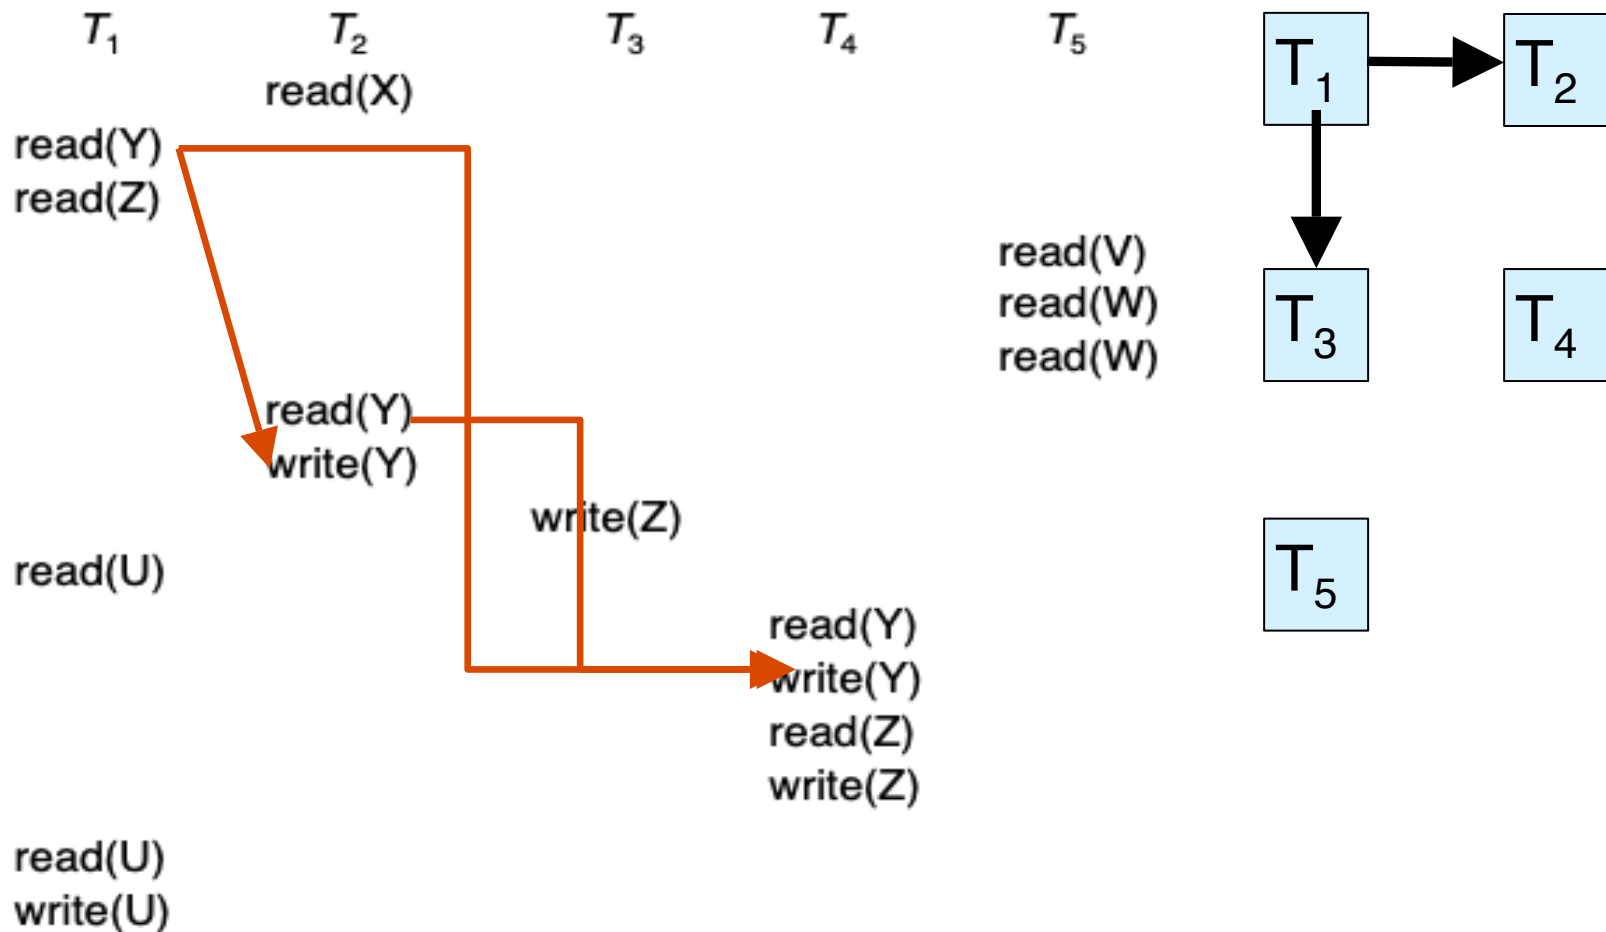 T1 T2 T3 T4 T5
read(X)
read(Y)
read(Z)
read(V)
read(W)
read(W)
read(Y)
write(Y)
write(Z)
read(U)
read(Y)
write(Y)
read(Z)
write(Z)
read(U)
write(U)
T1 T2
T3 T4
T5